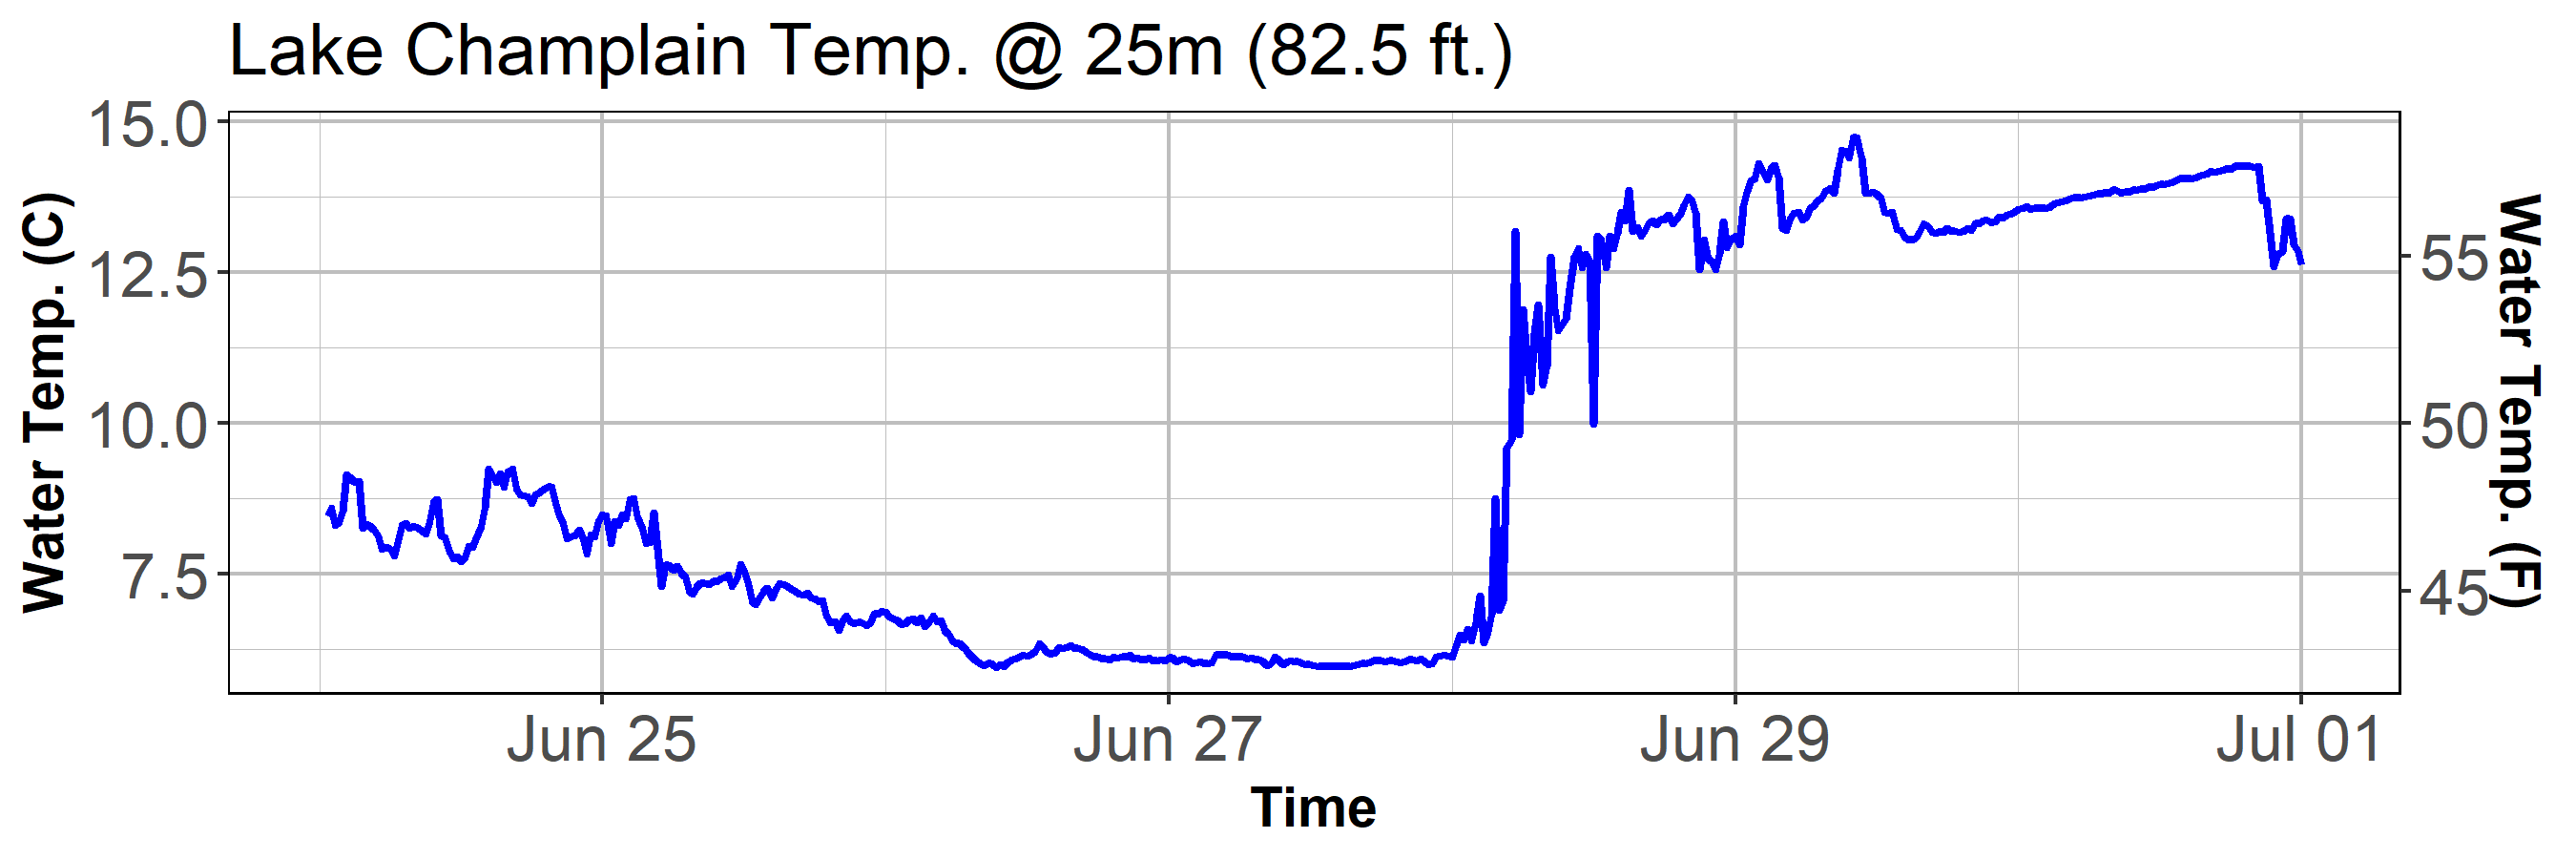 Lake Champlain Temp. @ 25m (82.5 ft.)
Water Temp. (C)
15.0
12.5
10.0
7.5
55
50
45
Water Temp. (F)
Jun 25 Jun 27 Jun 29 Jul 01
Time